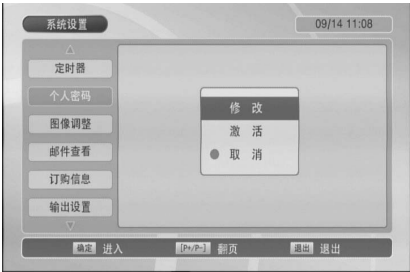 系统设置
09/14 11:08
定时器
个人密码
图像调整
邮件查看
订购信息
输出设置
修 改
激 活
取 消
确定 进入 [P+/P-] 翻页 退出 退出